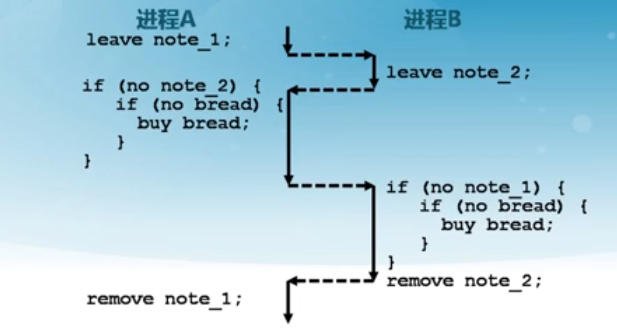 进程A 进程B
leave note_1;
leave note_2;
if (no note_2) {
if (no bread) {
buy bread;
}
}
if (no note_1) {
if (no bread) {
buy bread;
}
}
remove note_2;
remove note_1;